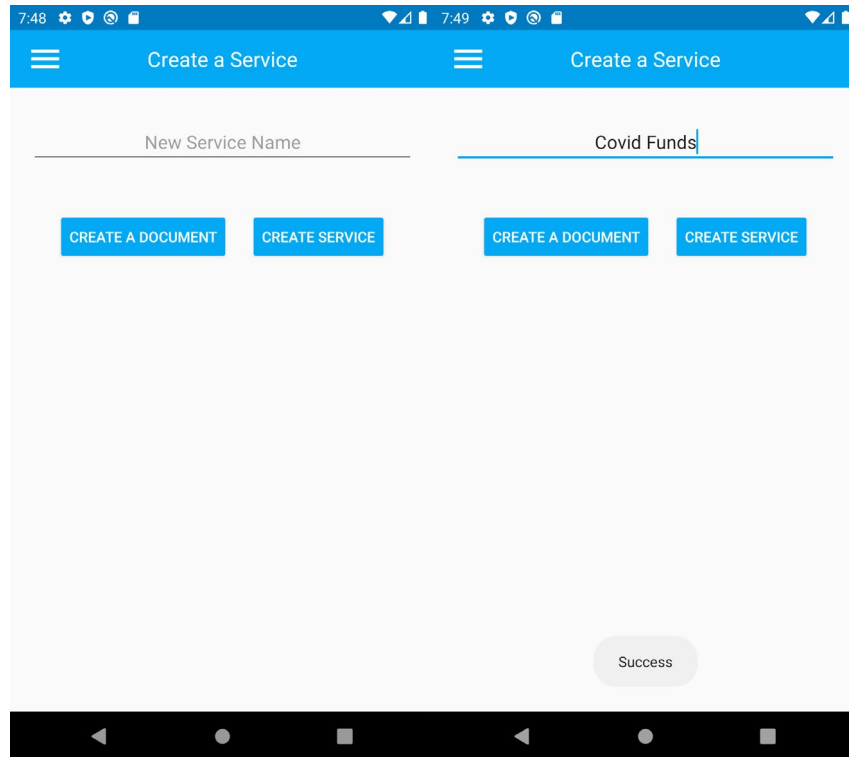 7:48
Create a Service
New Service Name
CREATE A DOCUMENT
CREATE SERVICE
7:49
Create a Service
Covid Funds
CREATE A DOCUMENT
CREATE SERVICE
Success